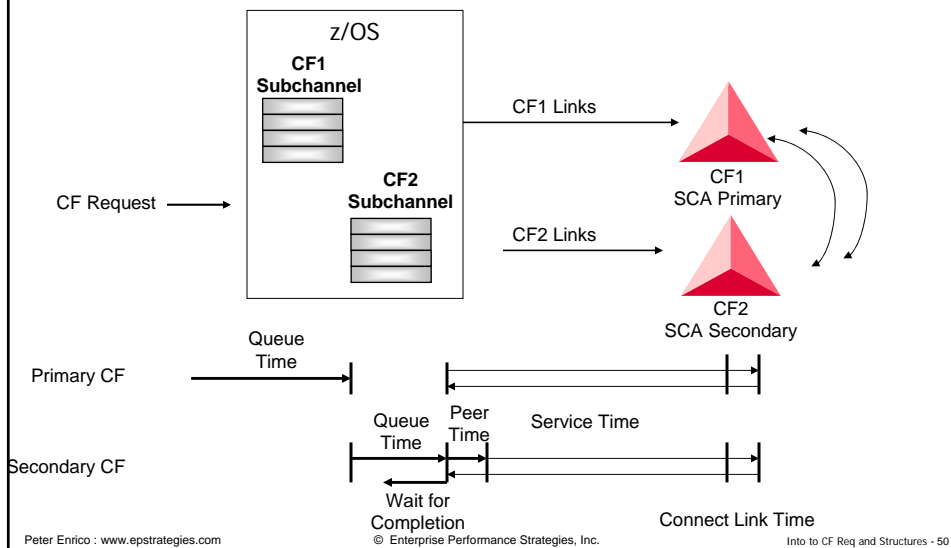 z/OS
CF1
Subchannel
CF1 Links
CF1
SCA Primary
CF Request
CF2
Subchannel
CF2 Links
CF2
SCA Secondary
Queue
Time
Primary CF
Queue
Time
Peer
Time
Service Time
Secondary CF
Wait for
Completion
Connect Link Time
Peter Enrico : www.epstrategies.com
© Enterprise Performance Strategies, Inc.
Into to CF Req and Structures - 50